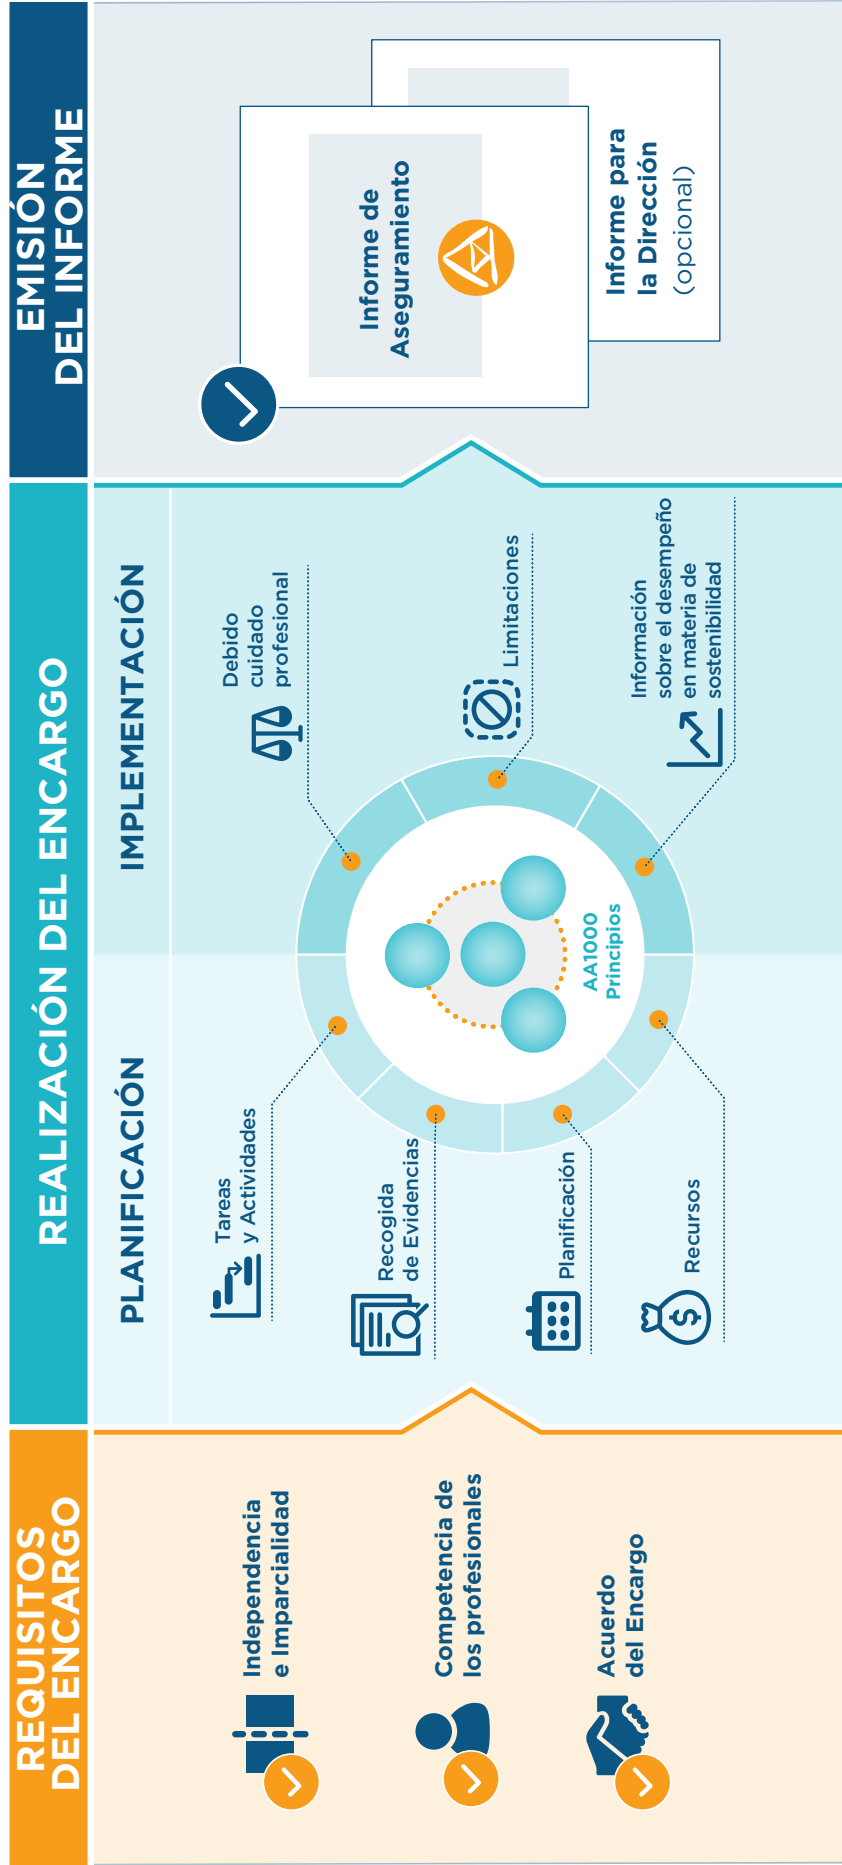 REQUISITOS
DEL ENCARGO
Independencia
e Imparcialidad
Competencia de
los profesionales
Acuerdo
del Encargo
REALIZACIÓN DEL ENCARGO
PLANIFICACIÓN
Tareas
y Actividades
Recogida
de Evidencias
Planificación
Recursos
$
AA1000
Principios
IMPLEMENTACIÓN
Debido
cuidado
profesional
Limitaciones
Información
sobre el desempeño
en materia de
sostenibilidad
EMISIÓN
DEL INFORME
Informe de
Aseguramiento
Informe para
la Dirección
(opcional)